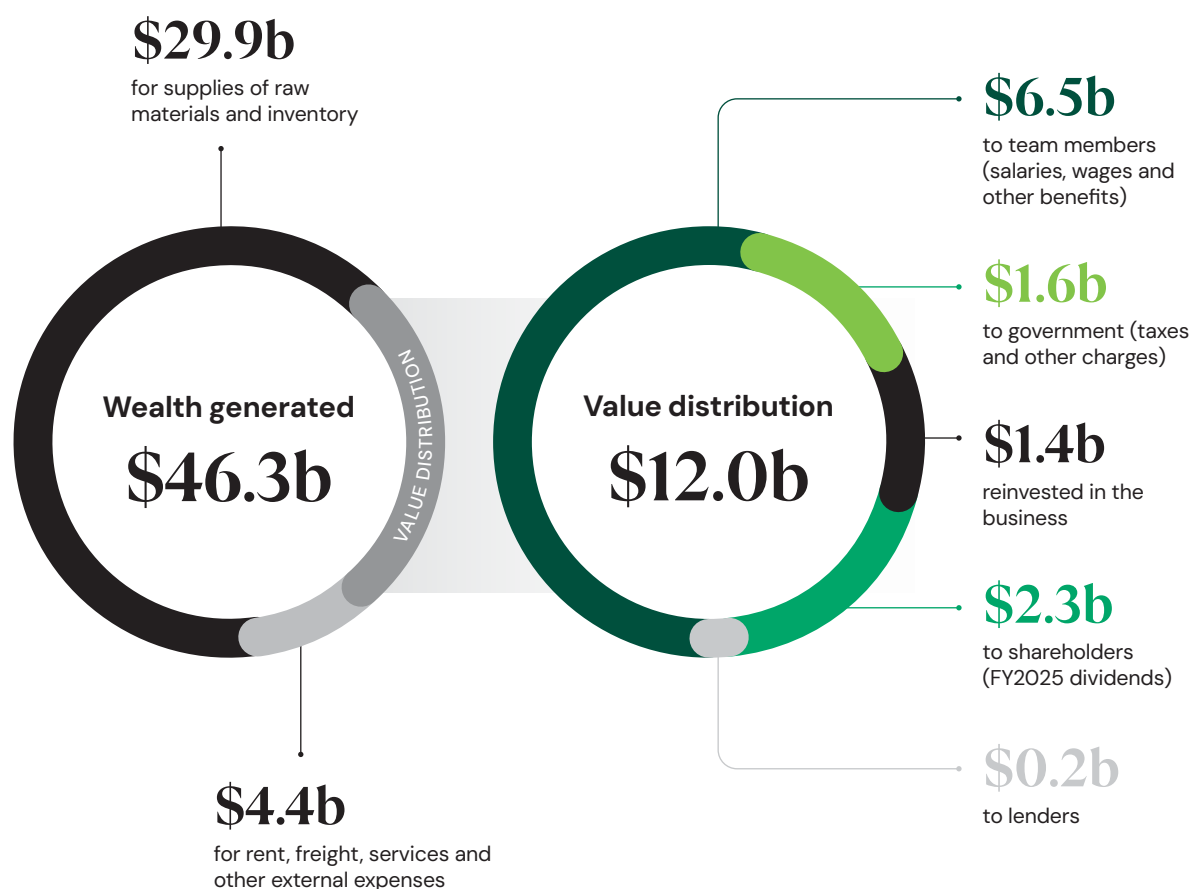 $29.9b
for supplies of raw
materials and inventory
Wealth generated
$46.3b
VALUE DISTRIBUTION
$4.4b
for rent, freight, services and
other external expenses
Value distribution
$12.0b
$6.5b
to team members
(salaries, wages and
other benefits)
$1.6b
to government (taxes
and other charges)
$1.4b
reinvested in the
business
$2.3b
to shareholders
(FY2025 dividends)
$0.2b
to lenders